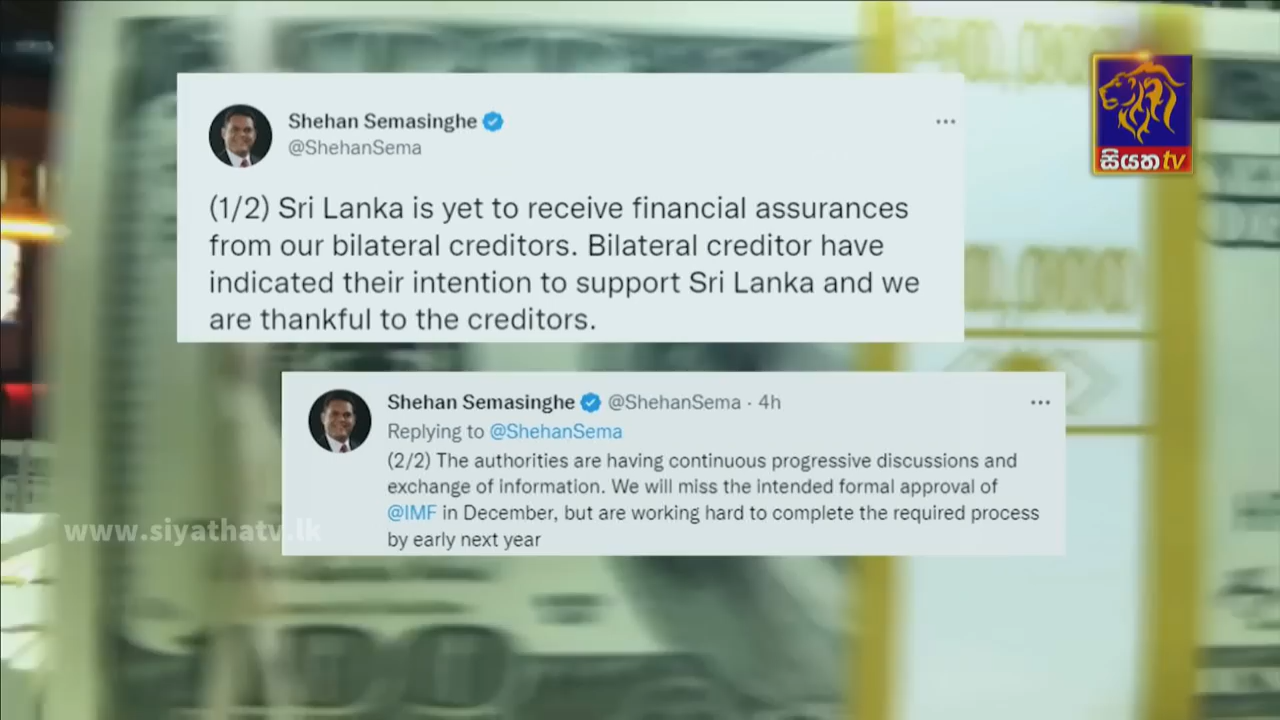 Shehan Semasinghe
@ShehanSema
(1/2) Sri Lanka is yet to receive financial assurances
from our bilateral creditors. Bilateral creditor have
indicated their intention to support Sri Lanka and we
are thankful to the creditors.
සියත tv
Shehan Semasinghe @ShehanSema · 4h
Replying to @ShehanSema
(2/2) The authorities are having continuous progressive discussions and
exchange of information. We will miss the intended formal approval of
@IMF in December, but are working hard to complete the required process
by early next year
www.siyathatv.lk